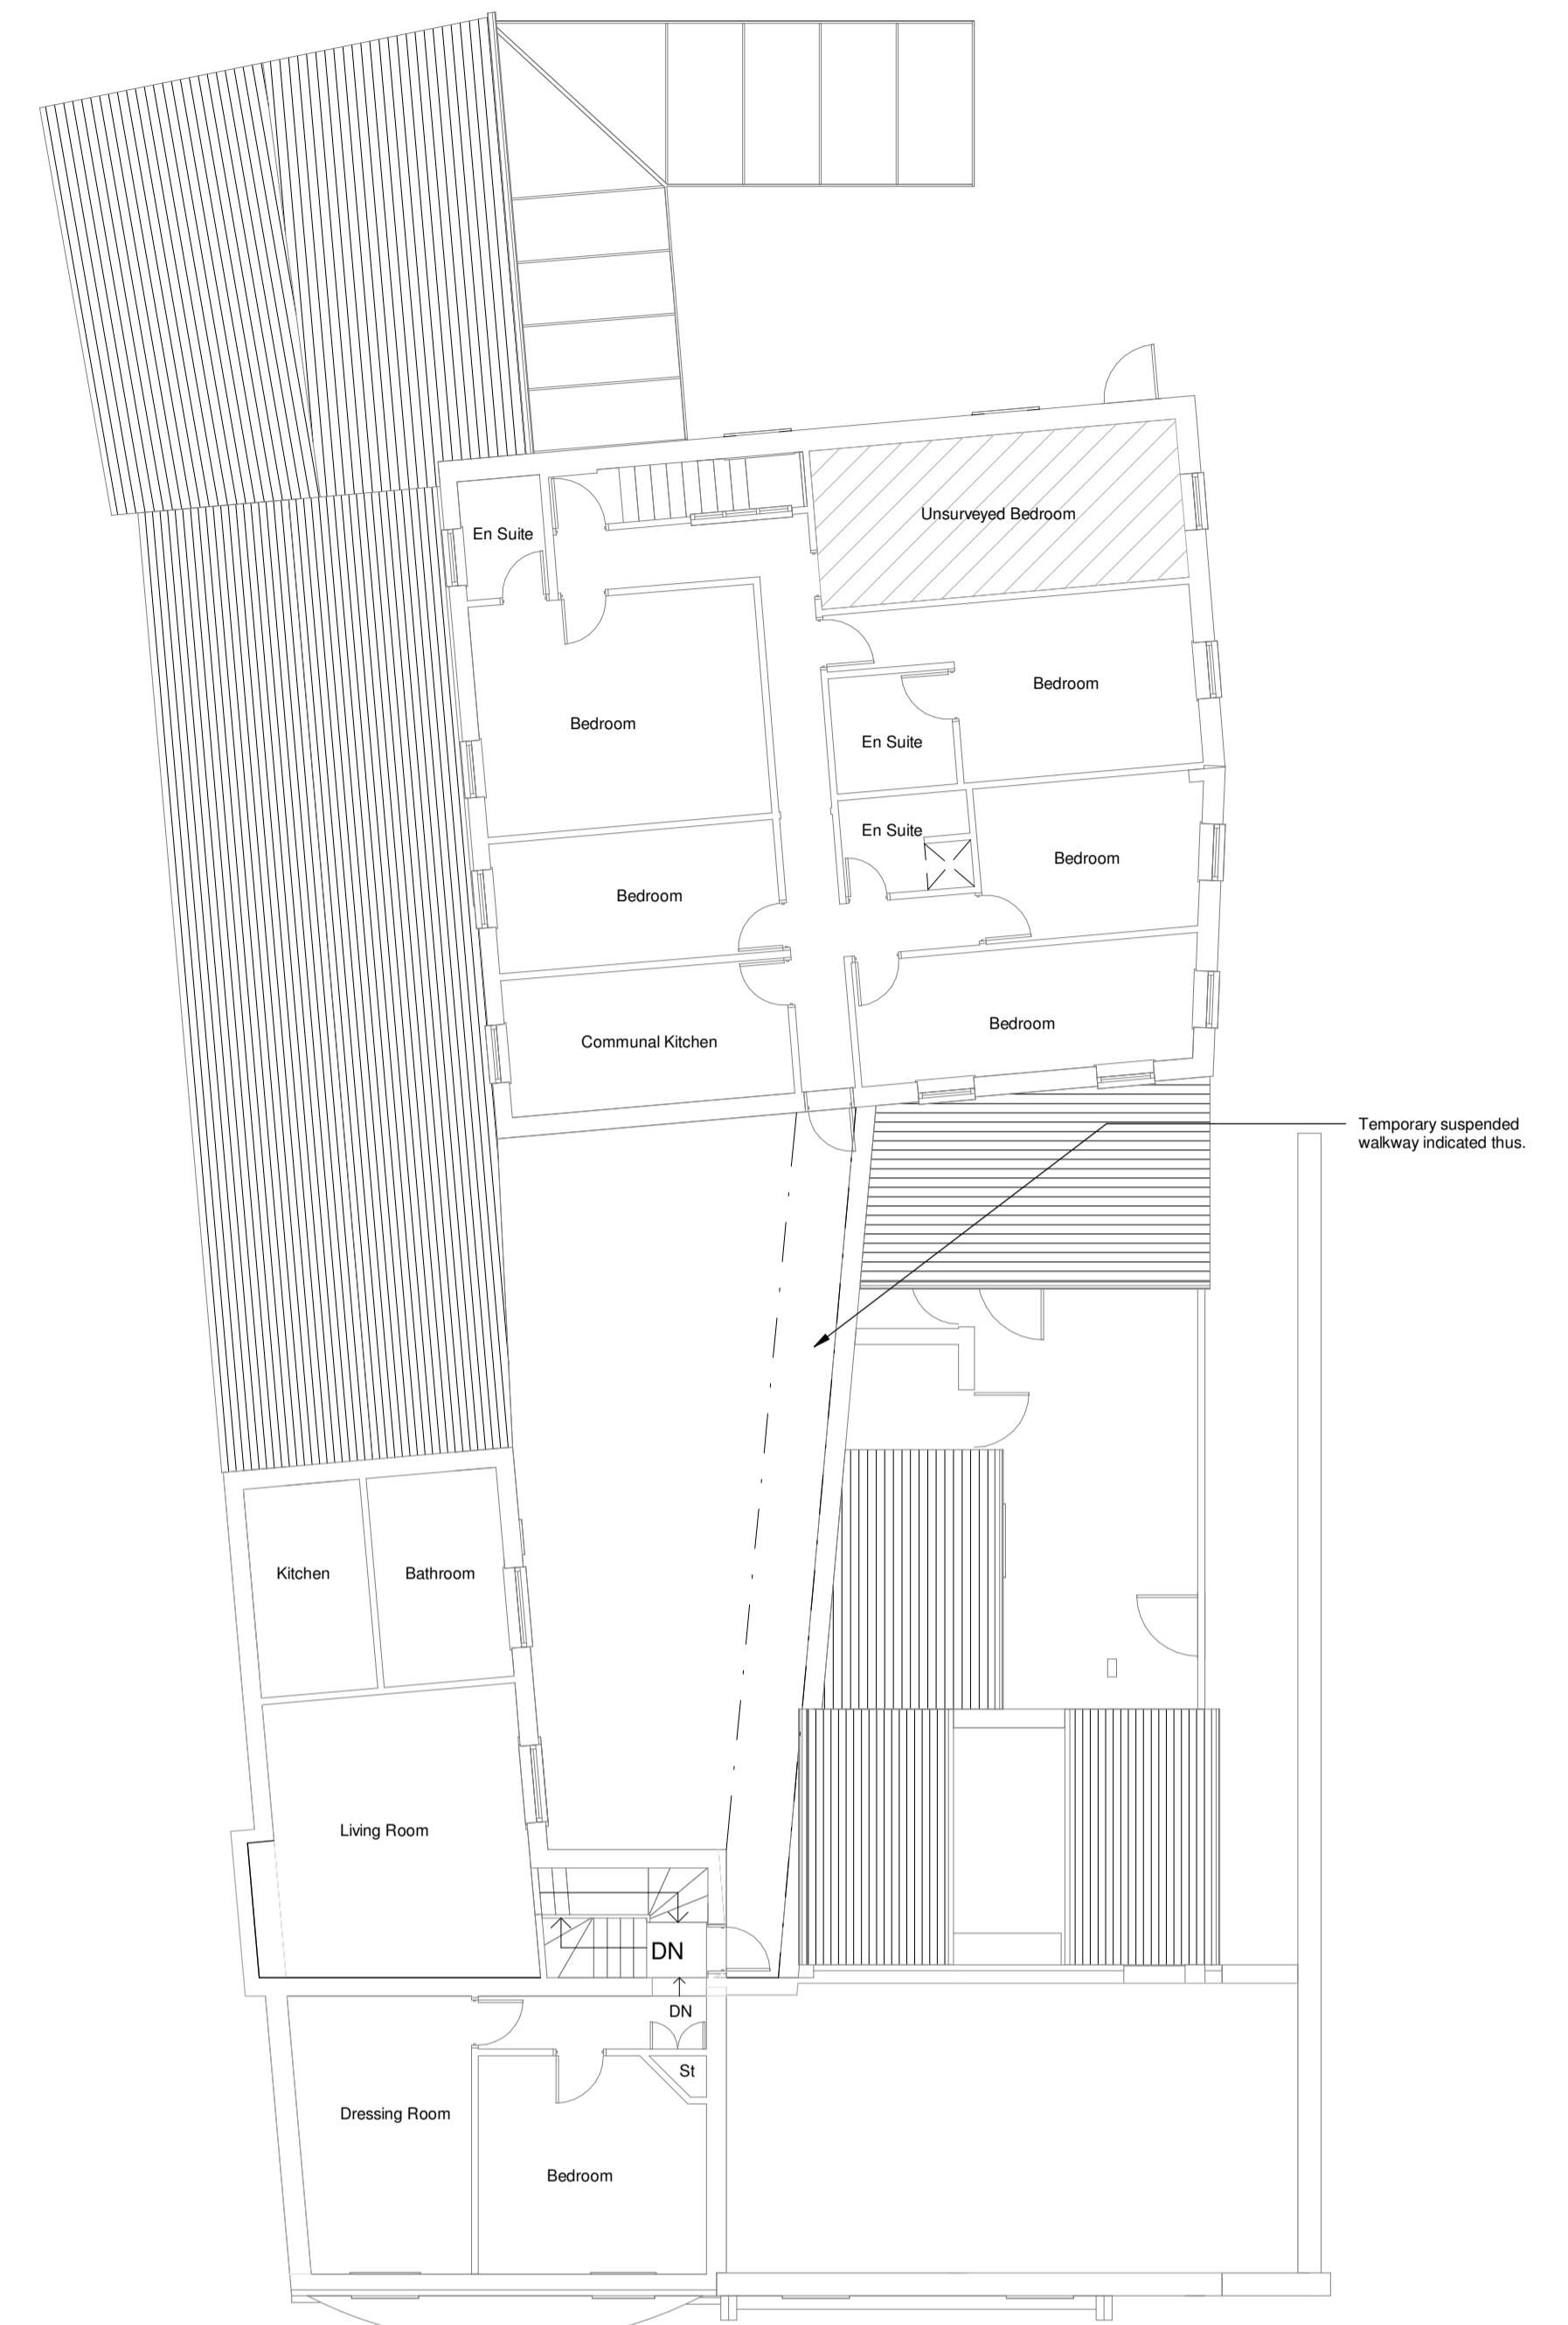 Unsurveyed Bedroom
En Suite
Bedroom
Bedroom
En Suite
En Suite
Bedroom
Bedroom
Bedroom
Communal Kitchen
Temporary suspended
walkway indicated thus.
Kitchen
Bathroom
Living Room
DN
DN
St
Dressing Room
Bedroom